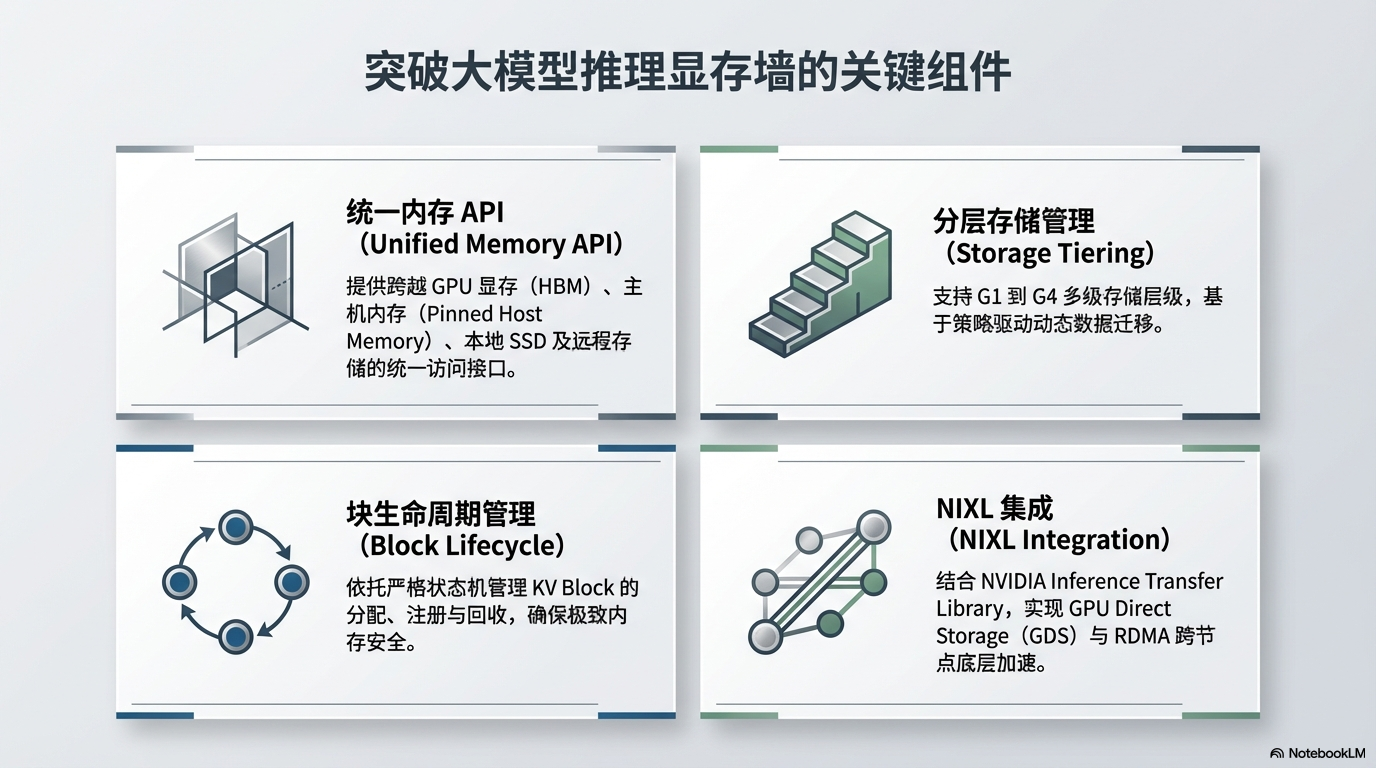 突破大模型推理显存墙的关键组件
统一内存 API
（Unified Memory API）
提供跨越 GPU 显存（HBM）、主
机内存（Pinned Host
Memory）、本地 SSD 及远程存
储的统一访问接口。
分层存储管理
（Storage Tiering）
支持 G1 到 G4 多级存储层级，基
于策略驱动动态数据迁移。
块生命周期管理
（Block Lifecycle）
依托严格状态机管理 KV Block 的
分配、注册与回收，确保极致内
存安全。
NIXL 集成
（NIXL Integration）
结合 NVIDIA Inference Transfer
Library，实现 GPU Direct
Storage（GDS）与 RDMA 跨节
点底层加速。
NotebookLM